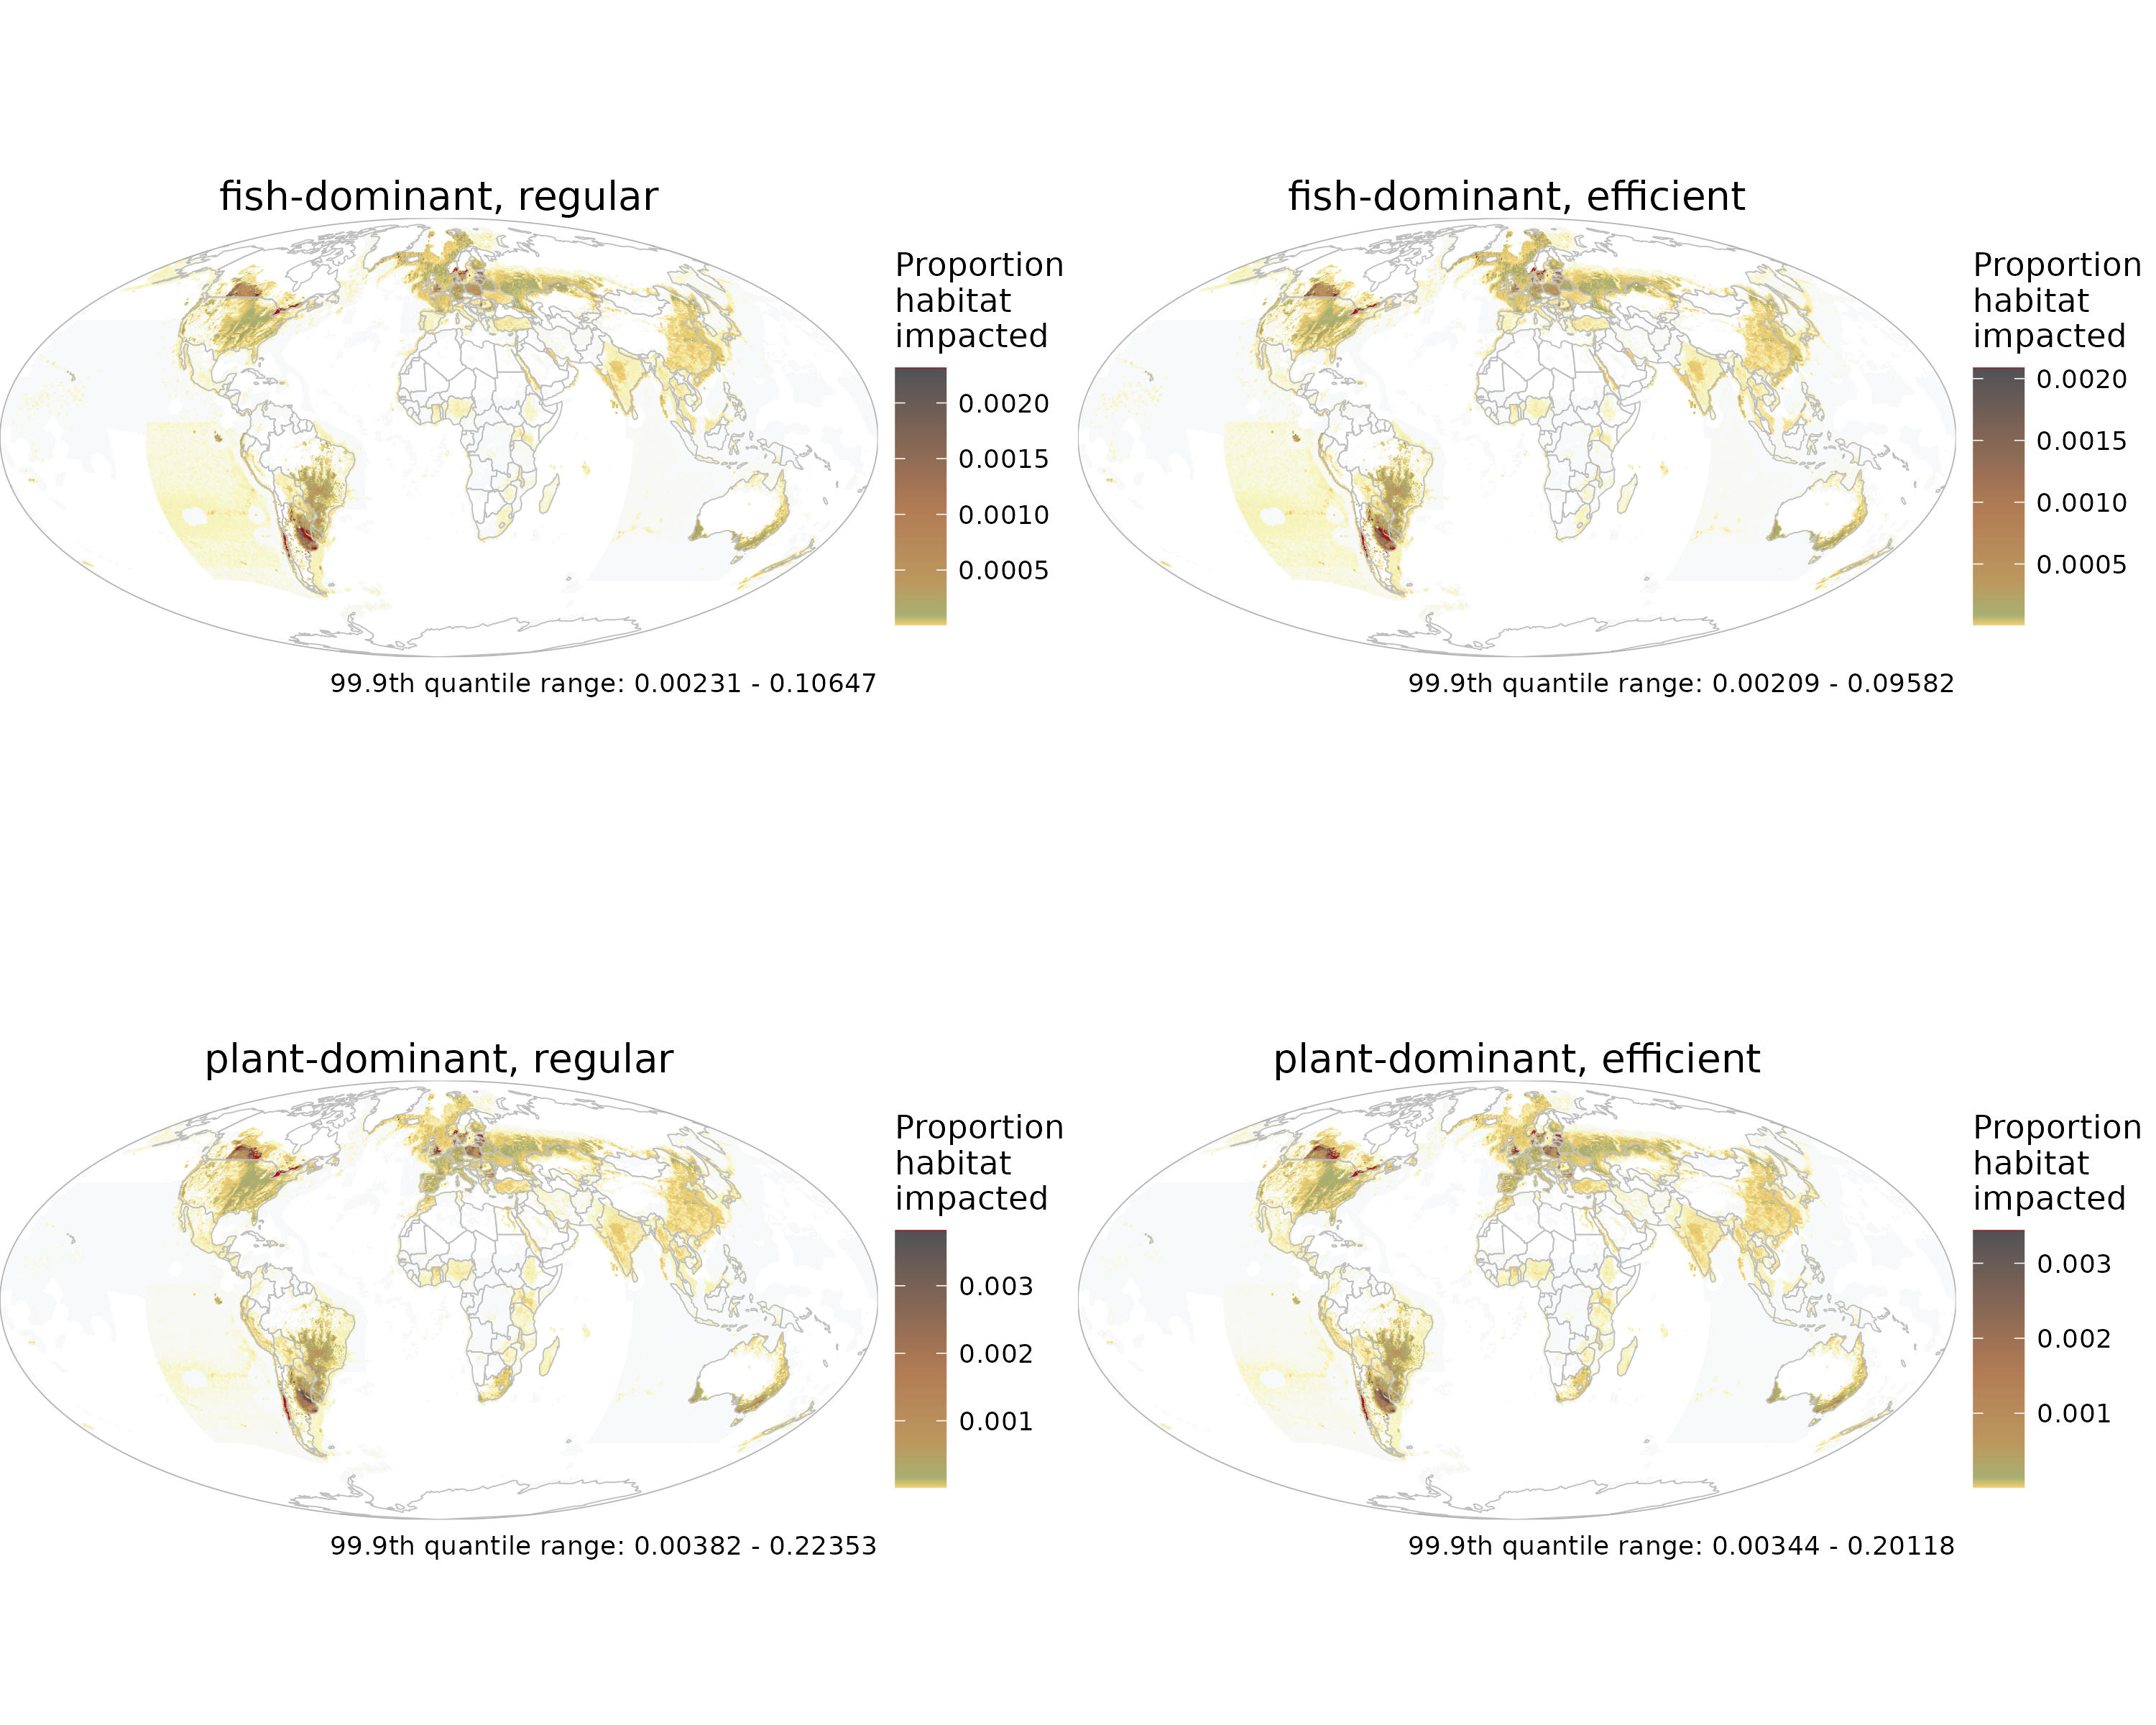 fish-dominant, regular
Proportion
habitat
impacted
0.0020
0.0015
0.0010
0.0005
99.9th quantile range: 0.00231 - 0.10647
fish-dominant, efficient
Proportion
habitat
impacted
0.0020
0.0015
0.0010
0.0005
99.9th quantile range: 0.00209 - 0.09582
plant-dominant, regular
Proportion
habitat
impacted
0.003
0.002
0.001
99.9th quantile range: 0.00382 - 0.22353
plant-dominant, efficient
Proportion
habitat
impacted
0.003
0.002
0.001
99.9th quantile range: 0.00344 - 0.20118